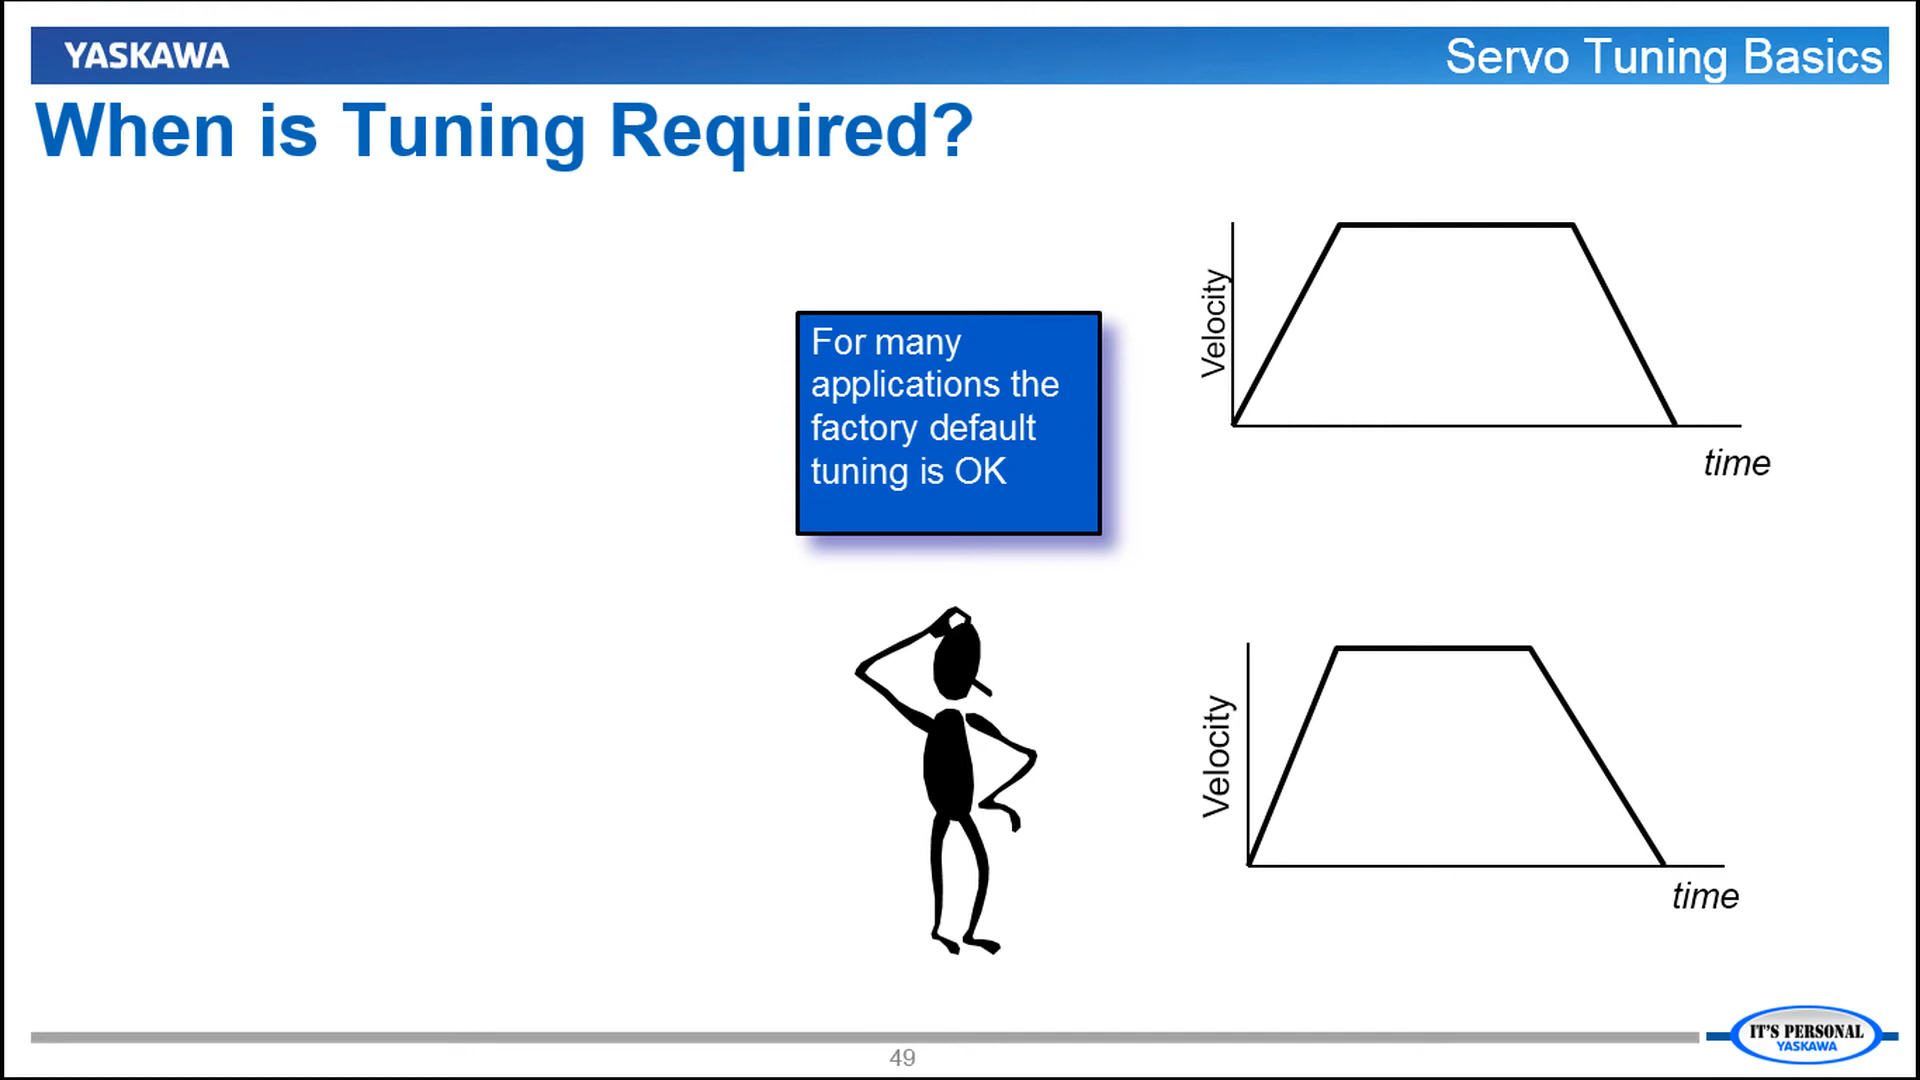 YASKAWA
Servo Tuning Basics
When is Tuning Required?
For many
applications the
factory default
tuning is OK
Velocity
time
Velocity
time
49
IT'S PERSONAL
YASKAWA